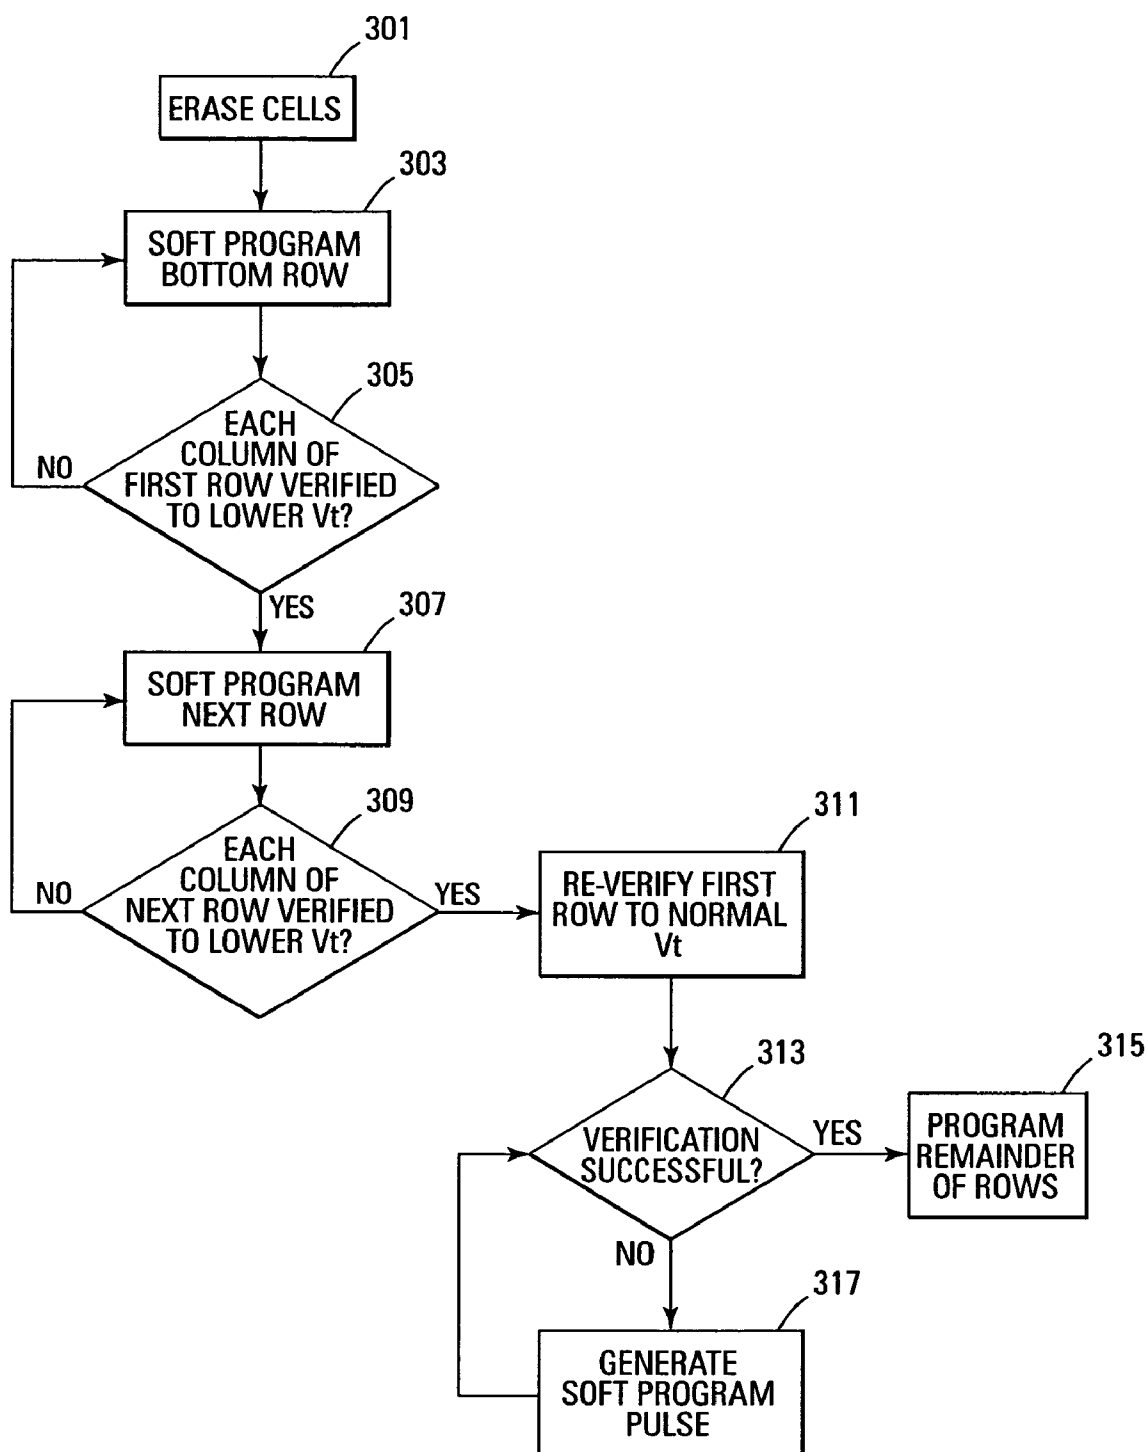 301
ERASE CELLS
303
SOFT PROGRAM
BOTTOM ROW
305
EACH
COLUMN OF
FIRST ROW VERIFIED
TO LOWER Vt?
NO
YES
307
SOFT PROGRAM
NEXT ROW
309
EACH
COLUMN OF
NEXT ROW VERIFIED
TO LOWER Vt?
NO
YES
311
RE-VERIFY FIRST
ROW TO NORMAL
Vt
313
VERIFICATION
SUCCESSFUL?
YES
315
PROGRAM
REMAINDER
OF ROWS
NO
317
GENERATE
SOFT PROGRAM
PULSE